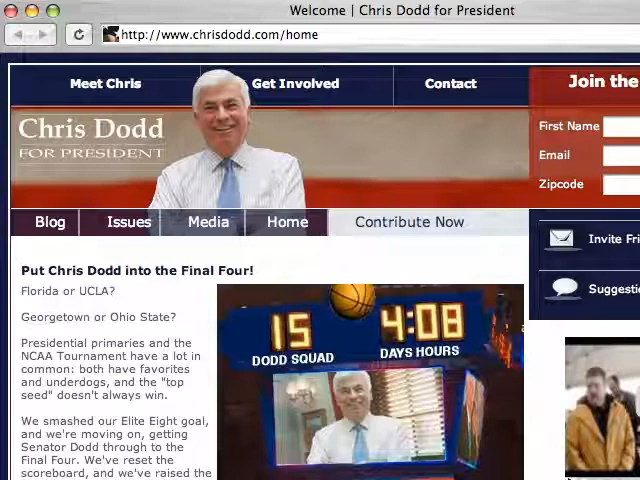 Welcome | Chris Dodd for President
http://www.chrisdodd.com/home
Meet Chris
Get Involved
Contact
Join the
Chris Dodd
FOR PRESIDENT
First Name
Email
Zipcode
Blog
Issues
Media
Home
Contribute Now
Invite Fri
Suggestio
Put Chris Dodd into the Final Four!
Florida or UCLA?
Georgetown or Ohio State?
Presidential primaries and the
NCAA Tournament have a lot in
common: both have favorites
and underdogs, and the "top
seed" doesn't always win.
We smashed our Elite Eight goal,
and we're moving on, getting
Senator Dodd through to the
Final Four. We've reset the
scoreboard, and we've raised the
15
4:08
DODD SQUAD
DAYS HOURS